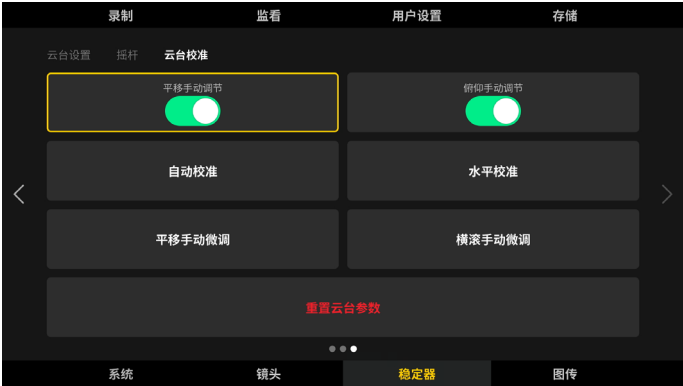 录制 监看 用户设置 存储
云台设置 摇杆 云台校准
平移手动调节 俯仰手动调节
自动校准 水平校准
平移手动微调 横滚手动微调
重置云台参数
系统 镜头 稳定器 图传